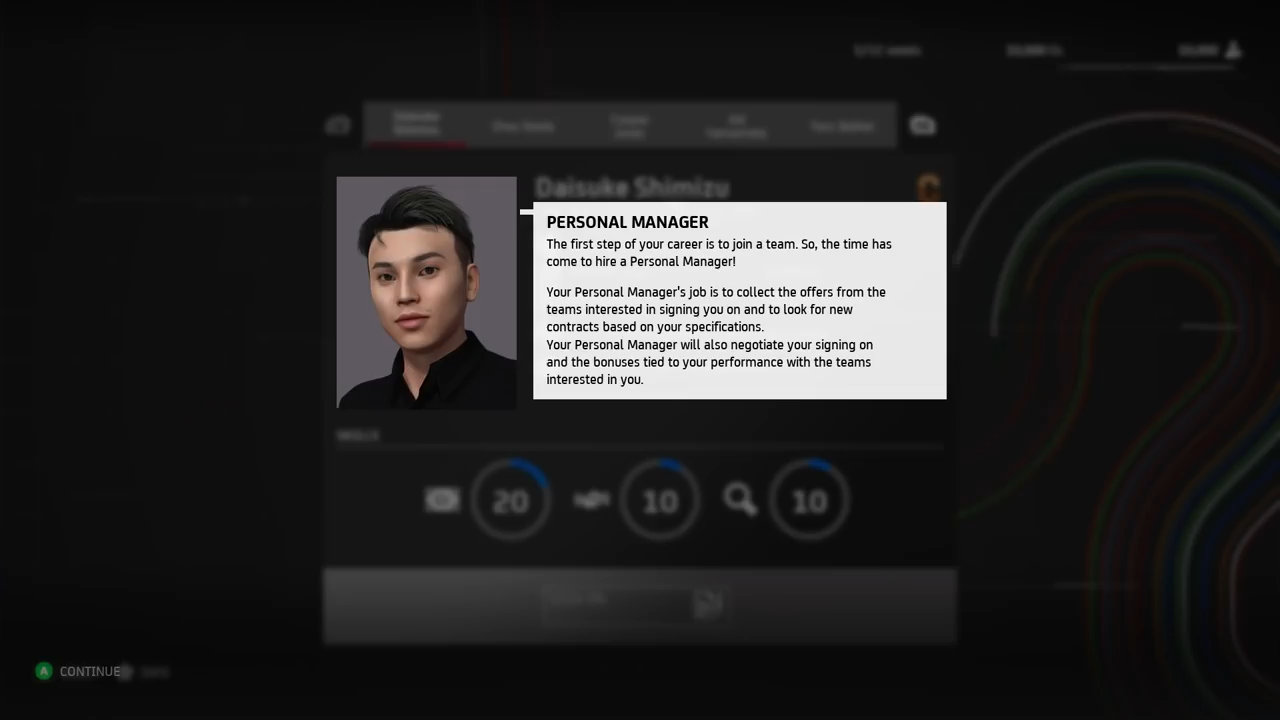 Daisuke Shimizu
C
PERSONAL MANAGER
The first step of your career is to join a team. So, the time has
come to hire a Personal Manager!
Your Personal Manager's job is to collect the offers from the
teams interested in signing you on and to look for new
contracts based on your specifications.
Your Personal Manager will also negotiate your signing on
and the bonuses tied to your performance with the teams
interested in you.
SKILLS
20
10
10
A CONTINUE